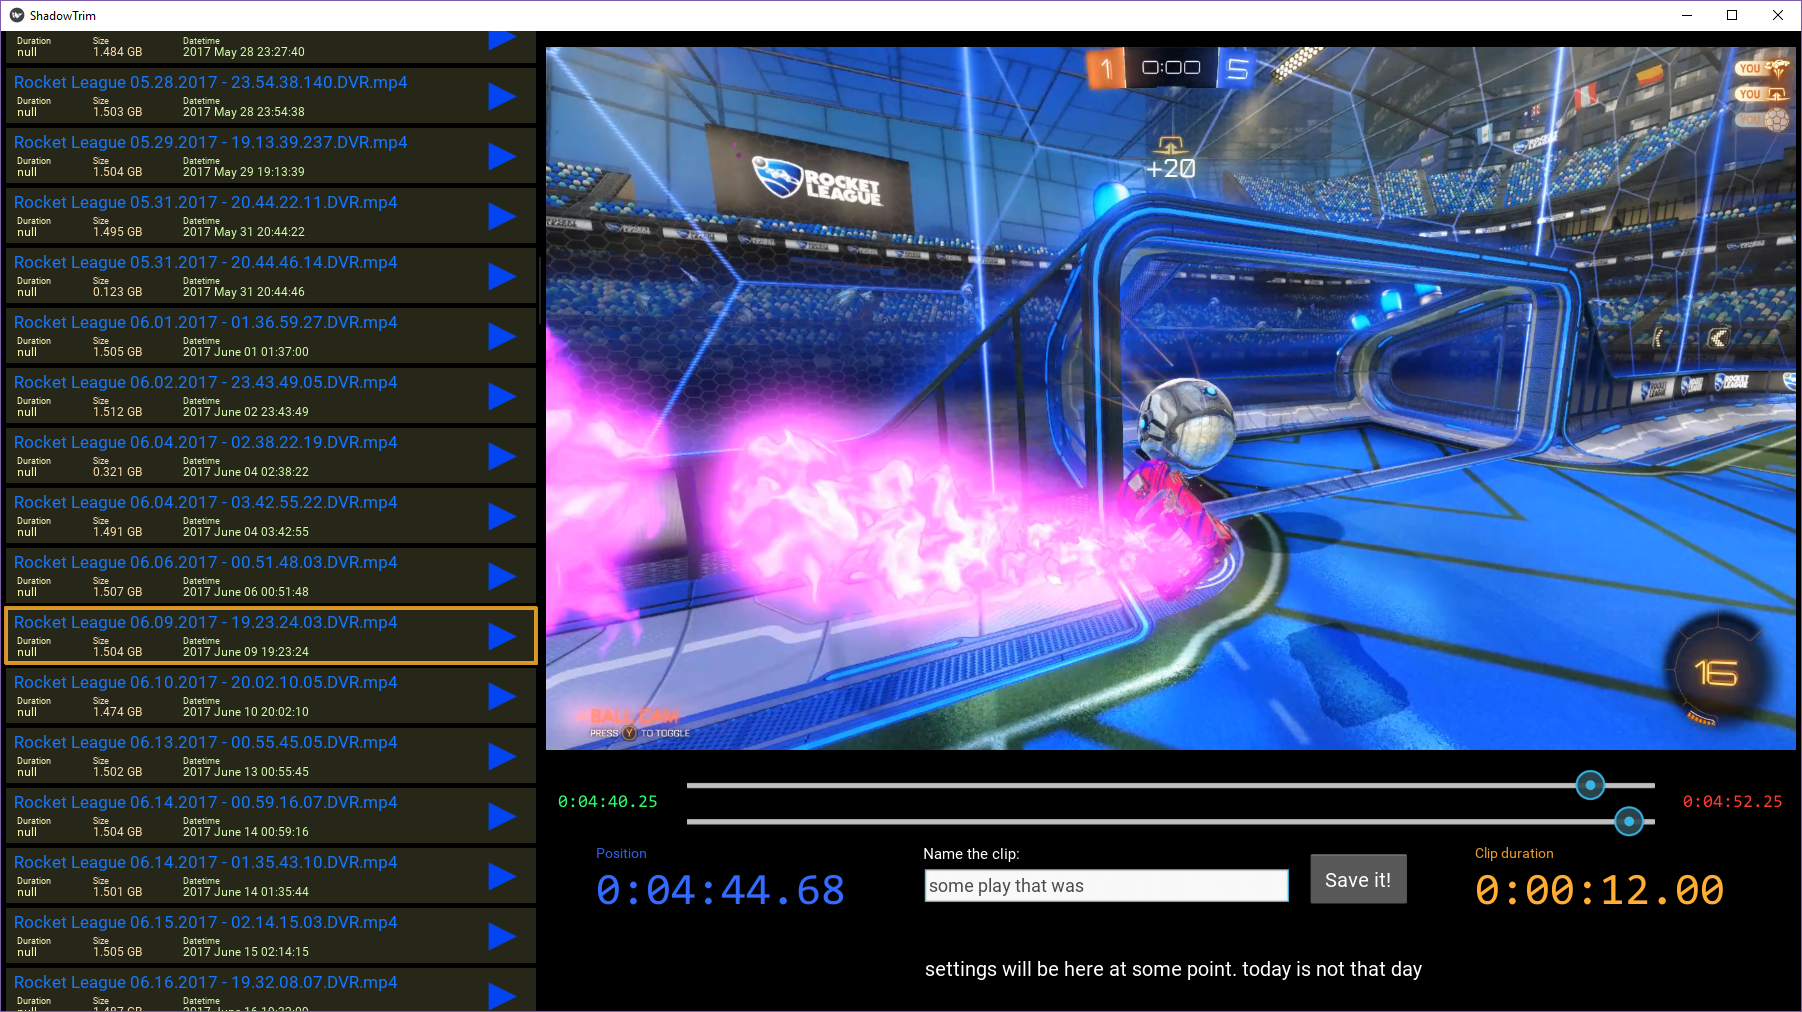 ShadowTrim
Duration Size Datetime
null 1.484 GB 2017 May 28 23:27:40
Rocket League 05.28.2017 - 23.54.38.140.DVR.mp4
Duration Size Datetime
null 1.503 GB 2017 May 28 23:54:38
Rocket League 05.29.2017 - 19.13.39.237.DVR.mp4
Duration Size Datetime
null 1.504 GB 2017 May 29 19:13:39
Rocket League 05.31.2017 - 20.44.22.11.DVR.mp4
Duration Size Datetime
null 1.495 GB 2017 May 31 20:44:22
Rocket League 05.31.2017 - 20.44.46.14.DVR.mp4
Duration Size Datetime
null 0.123 GB 2017 May 31 20:44:46
Rocket League 06.01.2017 - 01.36.59.27.DVR.mp4
Duration Size Datetime
null 1.505 GB 2017 June 01 01:37:00
Rocket League 06.02.2017 - 23.43.49.05.DVR.mp4
Duration Size Datetime
null 1.512 GB 2017 June 02 23:43:49
Rocket League 06.04.2017 - 02.38.22.19.DVR.mp4
Duration Size Datetime
null 0.321 GB 2017 June 04 02:38:22
Rocket League 06.04.2017 - 03.42.55.22.DVR.mp4
Duration Size Datetime
null 1.491 GB 2017 June 04 03:42:55
Rocket League 06.06.2017 - 00.51.48.03.DVR.mp4
Duration Size Datetime
null 1.507 GB 2017 June 06 00:51:48
Rocket League 06.09.2017 - 19.23.24.03.DVR.mp4
Duration Size Datetime
null 1.504 GB 2017 June 09 19:23:24
Rocket League 06.10.2017 - 20.02.10.05.DVR.mp4
Duration Size Datetime
null 1.474 GB 2017 June 10 20:02:10
Rocket League 06.13.2017 - 00.55.45.05.DVR.mp4
Duration Size Datetime
null 1.502 GB 2017 June 13 00:55:45
Rocket League 06.14.2017 - 00.59.16.07.DVR.mp4
Duration Size Datetime
null 1.504 GB 2017 June 14 00:59:16
Rocket League 06.14.2017 - 01.35.43.10.DVR.mp4
Duration Size Datetime
null 1.501 GB 2017 June 14 01:35:44
Rocket League 06.15.2017 - 02.14.15.03.DVR.mp4
Duration Size Datetime
null 1.505 GB 2017 June 15 02:14:15
Rocket League 06.16.2017 - 19.32.08.07.DVR.mp4
Duration Size Datetime
1 0:00 5
YOU
YOU
YOU
+20
ROCKET
LEAGUE
16
BALL CAM
PRESS Y TO TOGGLE
0:04:40.25
0:04:52.25
Position
0:04:44.68
Name the clip:
some play that was
Save it!
Clip duration
0:00:12.00
settings will be here at some point. today is not that day